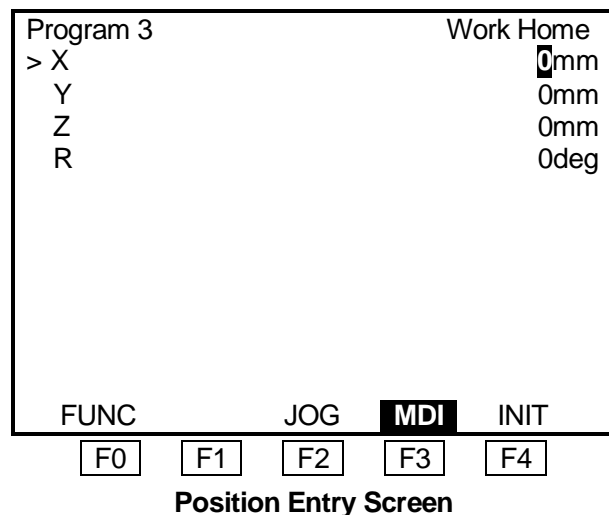 Program 3 Work Home
> X 0mm
Y 0mm
Z 0mm
R 0deg
FUNC JOG MDI INIT
F0 F1 F2 F3 F4
Position Entry Screen